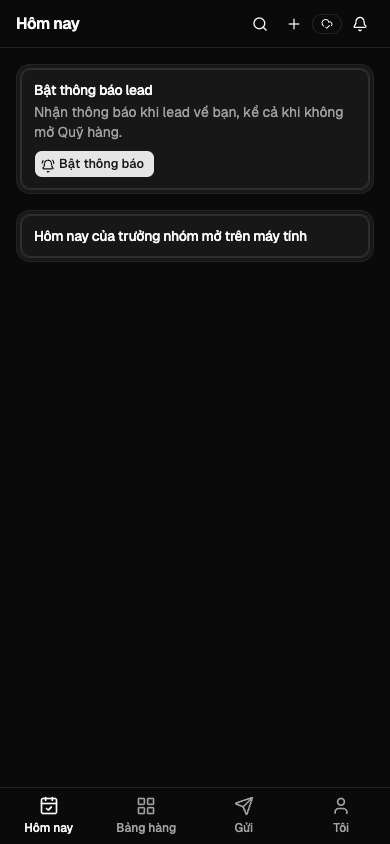 Hôm nay
Bật thông báo lead
Nhận thông báo khi lead về bạn, kể cả khi không
mở Quỹ hàng.
Bật thông báo
Hôm nay của trưởng nhóm mở trên máy tính
Hôm nay
Bảng hàng
Gửi
Tôi